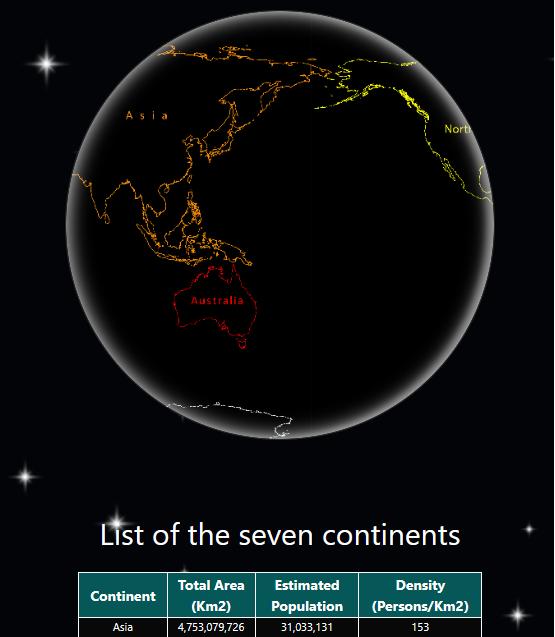 Asia
Nort
Australia
List of the seven continents
Continent Total Area (Km2) Estimated Population Density (Persons/Km2)
Asia 4,753,079,726 31,033,131 153